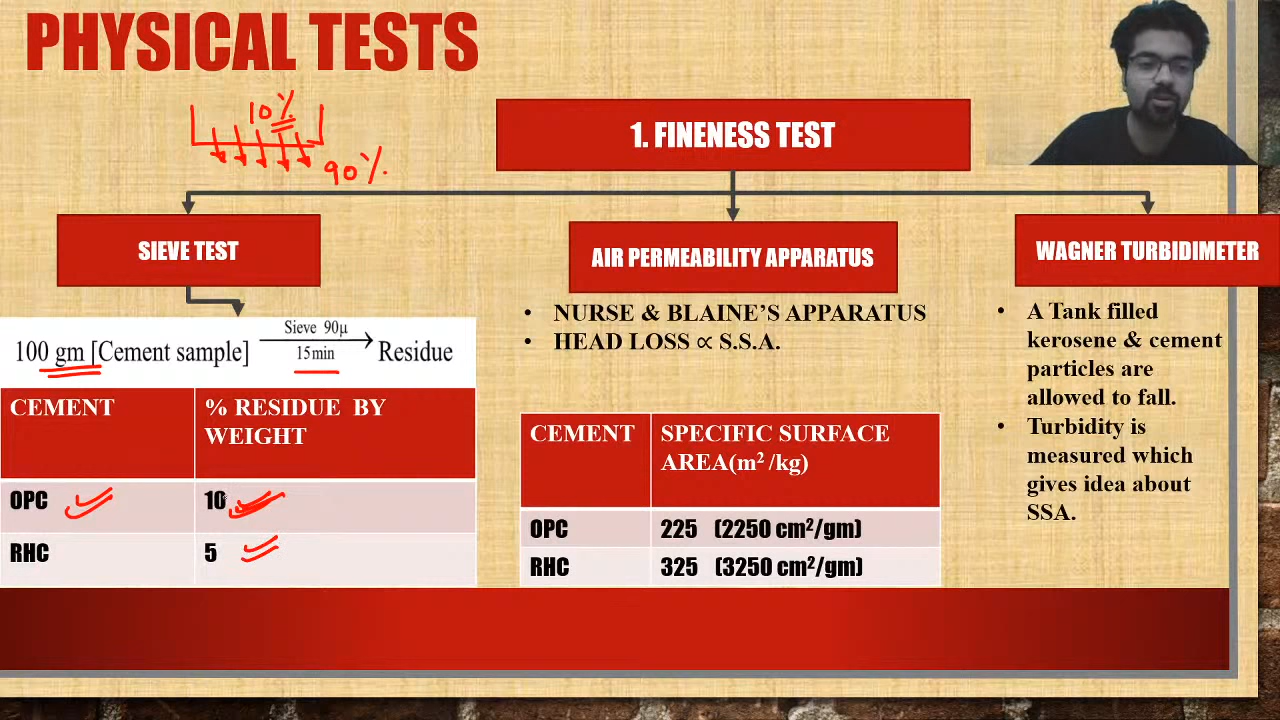 PHYSICAL TESTS
10%
90%
1. FINENESS TEST
SIEVE TEST
100 gm [Cement sample] Sieve 90μ 15min Residue
CEMENT % RESIDUE BY WEIGHT
OPC 10
RHC 5
AIR PERMEABILITY APPARATUS
• NURSE & BLAINE'S APPARATUS
• HEAD LOSS ∝ S.S.A.
CEMENT SPECIFIC SURFACE AREA(m²/kg)
OPC 225 (2250 cm²/gm)
RHC 325 (3250 cm²/gm)
WAGNER TURBIDIMETER
• A Tank filled
kerosene & cement
particles are
allowed to fall.
• Turbidity is
measured which
gives idea about
SSA.